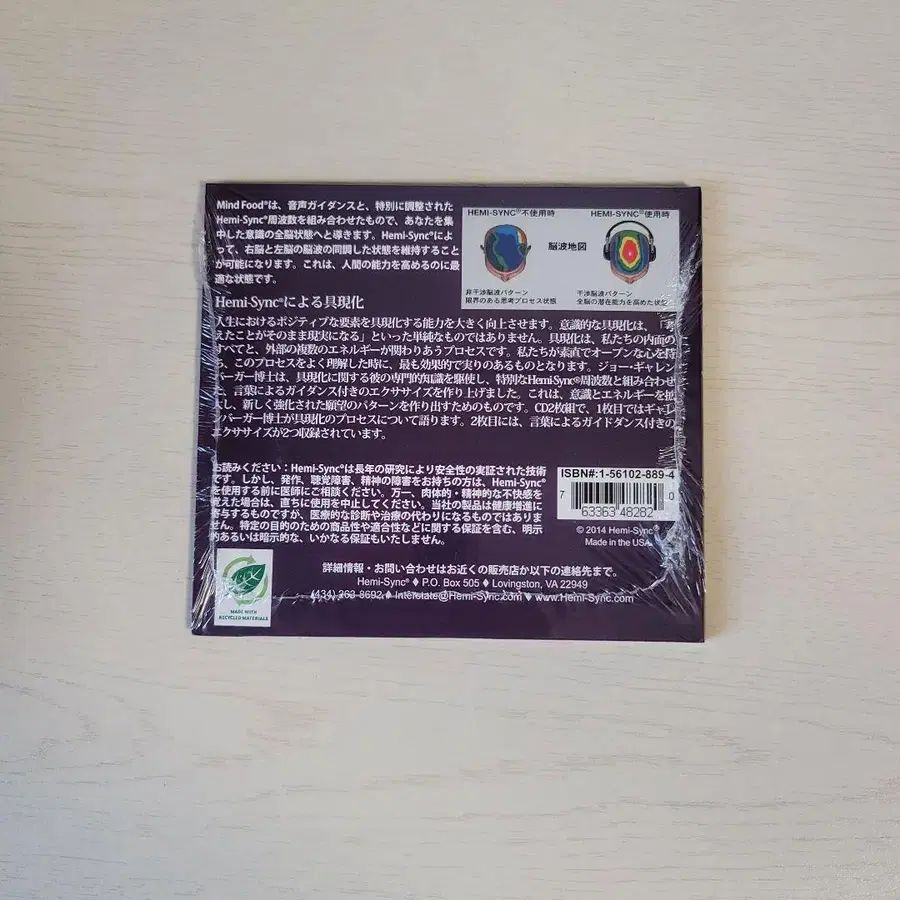 Mind Food®は、音声ガイダンスと、特別に調整された
Hemi-Sync®周波数を組み合わせたもので、あなたを集
中した意識の全脳状態へと導きます。Hemi-Sync®によ
って、右脳と左脳の脳波の同調した状態を維持すること
が可能になります。これは、人間の能力を高めるのに最
適な状態です。
HEMI-SYNC®不使用時
HEMI-SYNC®使用時
脳波地図
非干渉脳波パターン
限界のある思考プロセス状態
干渉脳波パターン
全脳の潜在能力を高めた状態
Hemi-Sync®による具現化
人生におけるポジティブな要素を具現化する能力を大きく向上させます。意識的な具現化は、「考
えたことがそのまま現実になる」といった単純なものではありません。具現化は、私たちの内面の
すべてと、外部の複数のエネルギーが関わりあうプロセスです。私たちが素直でオープンな心を持
ち、このプロセスをよく理解した時に、最も効果的で実りのあるものとなります。ジョー・ギャレン
バーガー博士は、具現化に関する彼の専門的知識を駆使し、特別なHemi-Sync®周波数と組み合わせ
た、言葉によるガイダンス付きのエクササイズを作り上げました。これは、意識とエネルギーを拡
大し、新しく強化された願望のパターンを作り出すためのものです。CD2枚組で、1枚目ではギャレ
ンバーガー博士が具現化のプロセスについて語ります。2枚目には、言葉によるガイドダンス付きの
エクササイズが2つ収録されています。
お読みください：Hemi-Sync®は長年の研究により安全性の実証された技術
です。しかし、発作、聴覚障害、精神の障害をお持ちの方は、Hemi-Sync®
を使用する前に医師にご相談ください。万一、肉体的・精神的な不快感を
覚えた場合は、直ちに使用を中止してください。当社の製品は健康増進に
寄与するものですが、医療的な診断や治療の代わりになるものではありま
せん。特定の目的のための商品性や適合性などに関する保証を含む、明示
的あるいは暗示的な、いかなる保証もいたしません。
ISBN#:1-56102-889-4
7 63363 48282 0
© 2014 Hemi-Sync®
Made in the USA
詳細情報・お問い合わせはお近くの販売店か以下の連絡先まで。
Hemi-Sync® ♦ P.O. Box 505 ♦ Lovingston, VA 22949
(434) 263-8692 ♦ Interstate@Hemi-Sync.com ♦ www.Hemi-Sync.com
MADE WITH
RECYCLED MATERIALS